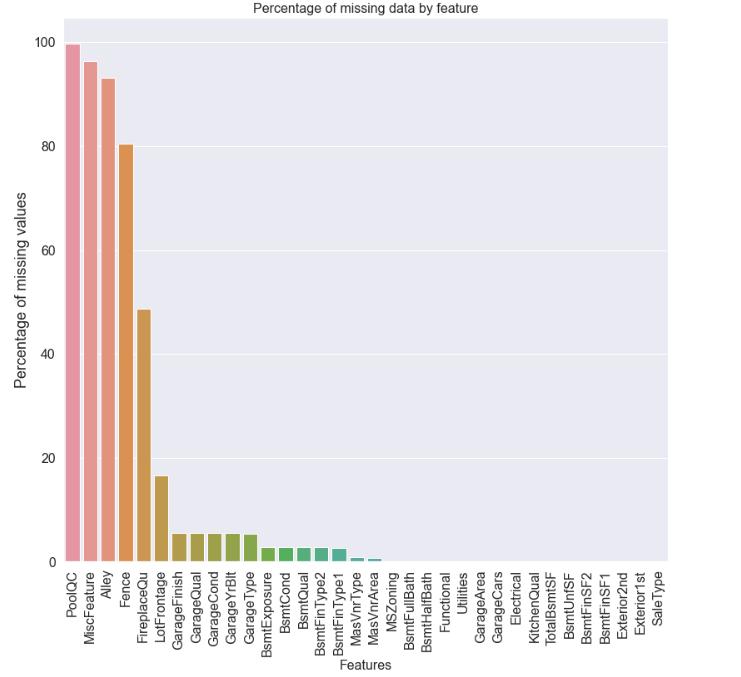 Percentage of missing data by feature
Percentage of missing values
100
80
60
40
20
0
PoolQC
MiscFeature
Alley
Fence
FireplaceQu
LotFrontage
GarageFinish
GarageQual
GarageCond
GarageYrBlt
GarageType
BsmtExposure
BsmtCond
BsmtQual
BsmtFinType2
BsmtFinType1
MasVnrType
MasVnrArea
MSZoning
BsmtFullBath
BsmtHalfBath
Functional
Utilities
GarageArea
GarageCars
Electrical
KitchenQual
TotalBsmtSF
BsmtUnfSF
BsmtFinSF2
BsmtFinSF1
Exterior2nd
Exterior1st
SaleType
Features